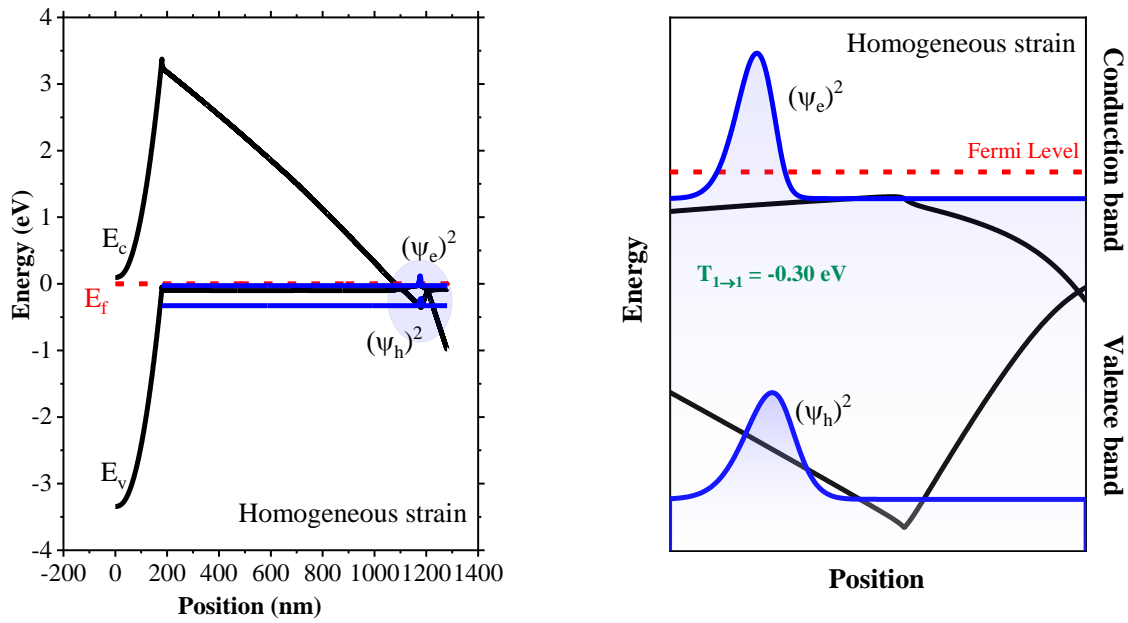 4
3
2
1
0
-1
-2
-3
-4
Energy (eV)
E_c
E_f
E_v
(ψ_e)^2
(ψ_h)^2
Homogeneous strain
-200 0 200 400 600 800 1000 1200 1400
Position (nm)
Homogeneous strain
(ψ_e)^2
Fermi Level
T_{1→1} = -0.30 eV
(ψ_h)^2
Energy
Position
Conduction band
Valence band